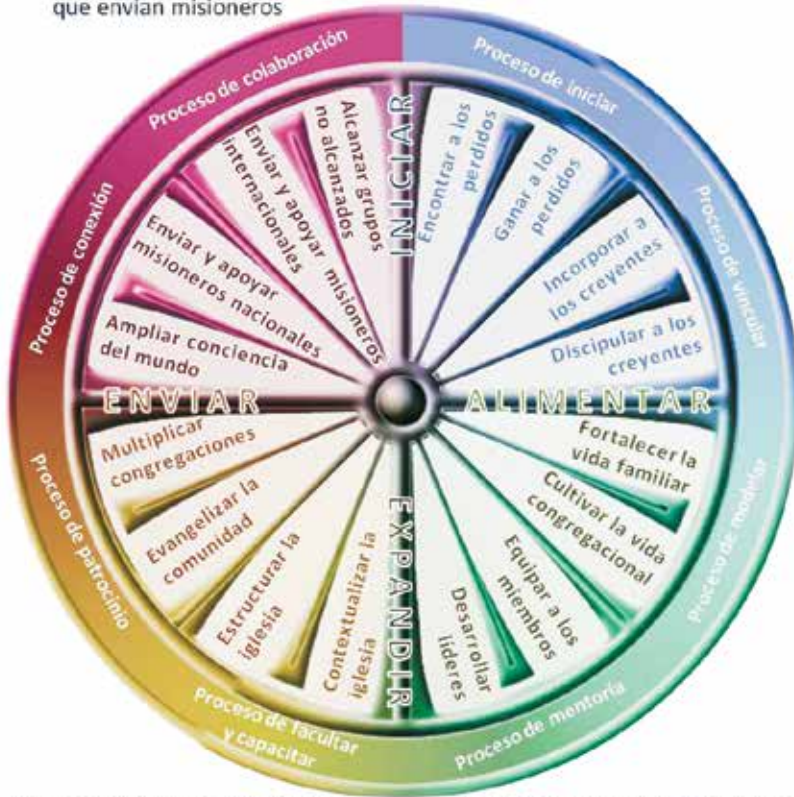 que envían misioneros
Proceso de iniciar
Proceso de vincular
Proceso de modelar
Proceso de mentoría
Proceso de facultar
y capacitar
Proceso de patrocinio
Proceso de conexión
Proceso de colaboración
INICIAR
Encontrar a los
perdidos
Ganar a los
perdidos
Incorporar a
los creyentes
Discipular a los
creyentes
ALIMENTAR
Fortalecer la
vida familiar
Cultivar la vida
congregacional
Equipar a los
miembros
Desarrollar
líderes
EXPANDIR
Contextualizar la
iglesia
Estructurar la
iglesia
Evangelizar la
comunidad
Multiplicar
congregaciones
ENVIAR
Ampliar conciencia
del mundo
Enviar y apoyar
misioneros nacionales
Enviar y apoyar misioneros
internacionales
Alcanzar grupos
no alcanzados